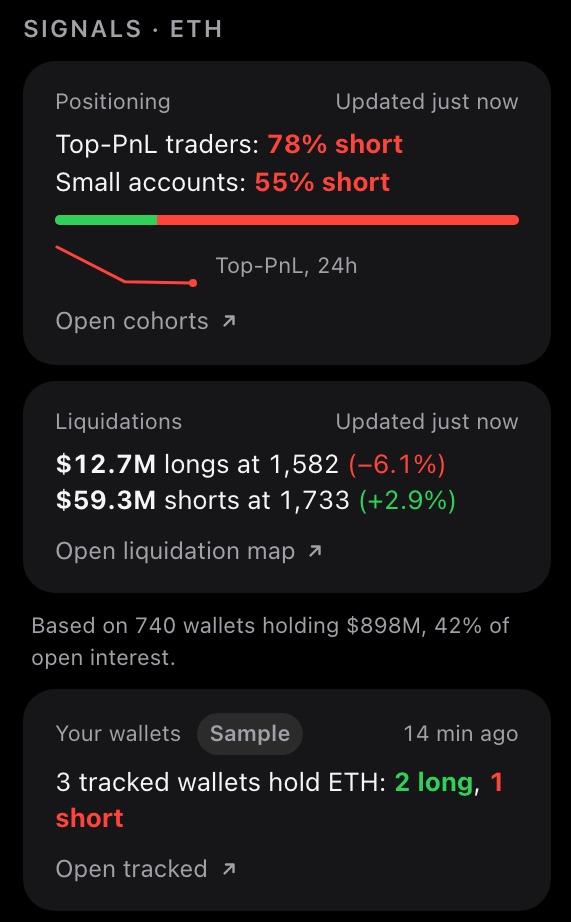 SIGNALS · ETH
Positioning
Updated just now
Top-PnL traders: 78% short
Small accounts: 55% short
Top-PnL, 24h
Open cohorts ↗
Liquidations
Updated just now
$12.7M longs at 1,582 (−6.1%)
$59.3M shorts at 1,733 (+2.9%)
Open liquidation map ↗
Based on 740 wallets holding $898M, 42% of
open interest.
Your wallets
Sample
14 min ago
3 tracked wallets hold ETH: 2 long, 1
short
Open tracked ↗